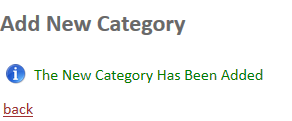 Add New Category
The New Category Has Been Added
back